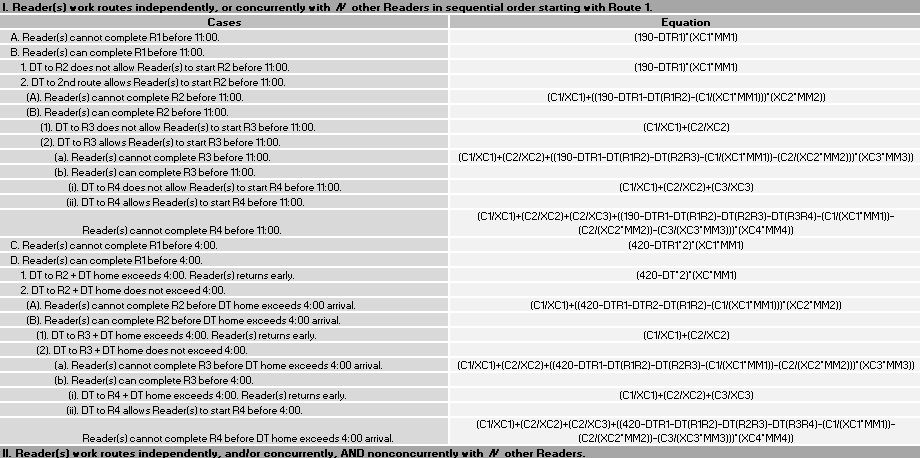 I. Reader(s) work routes independently, or concurrently with N other Readers in sequential order starting with Route 1.
Cases Equation
A. Reader(s) cannot complete R1 before 11:00. (190-DTR1)*(XC1*MM1)
B. Reader(s) can complete R1 before 11:00.
1. DT to R2 does not allow Reader(s) to start R2 before 11:00. (190-DTR1)*(XC1*MM1)
2. DT to 2nd route allows Reader(s) to start R2 before 11:00.
(A). Reader(s) cannot complete R2 before 11:00. (C1/XC1)+((190-DTR1-DT(R1R2)-(C1/(XC1*MM1)))*(XC2*MM2))
(B). Reader(s) can complete R2 before 11:00.
(1). DT to R3 does not allow Reader(s) to start R3 before 11:00. (C1/XC1)+(C2/XC2)
(2). DT to R3 allows Reader(s) to start R3 before 11:00.
(a). Reader(s) cannot complete R3 before 11:00. (C1/XC1)+(C2/XC2)+((190-DTR1-DT(R1R2)-DT(R2R3)-(C1/(XC1*MM1))-(C2/(XC2*MM2)))*(XC3*MM3))
(b). Reader(s) can complete R3 before 11:00.
(i). DT to R4 does not allow Reader(s) to start R4 before 11:00. (C1/XC1)+(C2/XC2)+(C3/XC3)
(ii). DT to R4 allows Reader(s) to start R4 before 11:00.
(C1/XC1)+(C2/XC2)+(C3/XC3)+((190-DTR1-DT(R1R2)-DT(R2R3)-DT(R3R4)-(C1/(XC1*MM1))-
Reader(s) cannot complete R4 before 11:00. (C2/(XC2*MM2))-(C3/(XC3*MM3)))*(XC4*MM4))
C. Reader(s) cannot complete R1 before 4:00. (420-DTR1*2)*(XC1*MM1)
D. Reader(s) can complete R1 before 4:00.
1. DT to R2 + DT home exceeds 4:00. Reader(s) returns early. (420-DT*2)*(XC*MM1)
2. DT to R2 + DT home does not exceed 4:00.
(A). Reader(s) cannot complete R2 before DT home exceeds 4:00 arrival. (C1/XC1)+((420-DTR1-DTR2-DT(R1R2)-(C1/(XC1*MM1)))*(XC2*MM2))
(B). Reader(s) can complete R2 before DT home exceeds 4:00 arrival.
(1). DT to R3 + DT home exceeds 4:00. Reader(s) returns early. (C1/XC1)+(C2/XC2)
(2). DT to R3 + DT home does not exceed 4:00.
(a). Reader(s) cannot complete R3 before DT home exceeds 4:00 arrival. (C1/XC1)+(C2/XC2)+((420-DTR1-DT(R1R2)-DT(R2R3)-(C1/(XC1*MM1))-(C2/(XC2*MM2)))*(XC3*MM3))
(b). Reader(s) can complete R3 before 4:00.
(i). DT to R4 + DT home exceeds 4:00. Reader(s) returns early. (C1/XC1)+(C2/XC2)+(C3/XC3)
(ii). DT to R4 allows Reader(s) to start R4 before 4:00.
(C1/XC1)+(C2/XC2)+(C3/XC3)+((420-DTR1-DT(R1R2)-DT(R2R3)-DT(R3R4)-(C1/(XC1*MM1))-
Reader(s) cannot complete R4 before DT home exceeds 4:00 arrival. (C2/(XC2*MM2))-(C3/(XC3*MM3)))*(XC4*MM4))
II. Reader(s) work routes independently, and/or concurrently, AND nonconcurrently with N other Readers.